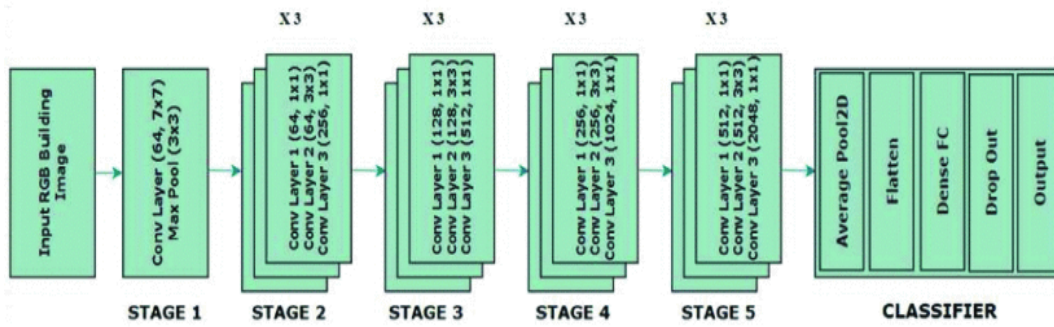 X3
X3
X3
X3
Input RGB Building
Image
Conv Layer (64, 7x7)
Max Pool (3x3)
Conv Layer 1 (64, 1x1)
Conv Layer 2 (64, 3x3)
Conv Layer 3 (256, 1x1)
Conv Layer 1 (128, 1x1)
Conv Layer 2 (128, 3x3)
Conv Layer 3 (512, 1x1)
Conv Layer 1 (256, 1x1)
Conv Layer 2 (256, 3x3)
Conv Layer 3 (1024, 1x1)
Conv Layer 1 (512, 1x1)
Conv Layer 2 (512, 3x3)
Conv Layer 3 (2048, 1x1)
Average Pool2D
Flatten
Dense FC
Drop Out
Output
STAGE 1
STAGE 2
STAGE 3
STAGE 4
STAGE 5
CLASSIFIER